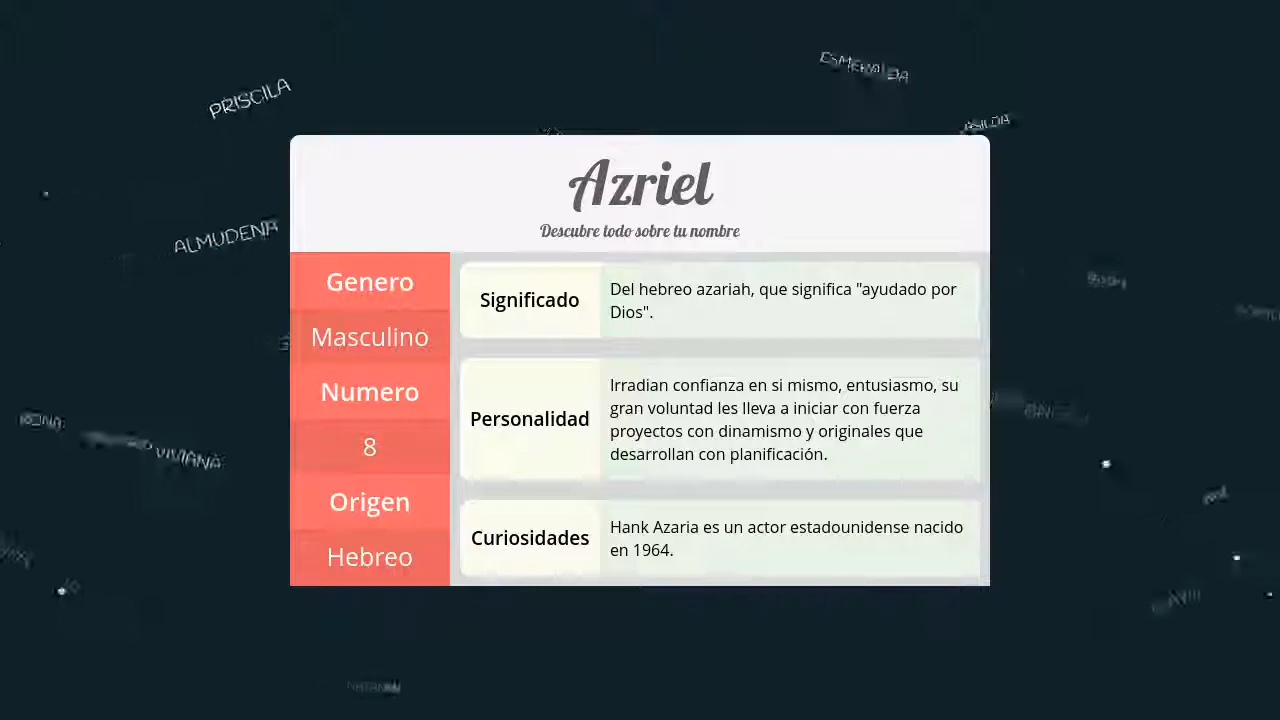 PRISCILA
ESMERALDA
ALMUDENA
Azriel
Descubre todo sobre tu nombre
Genero
Masculino
Numero
8
Origen
Hebreo
Significado
Del hebreo azariah, que significa "ayudado por
Dios".
Personalidad
Irradian confianza en si mismo, entusiasmo, su
gran voluntad les lleva a iniciar con fuerza
proyectos con dinamismo y originales que
desarrollan con planificación.
Curiosidades
Hank Azaria es un actor estadounidense nacido
en 1964.
VIVIANA